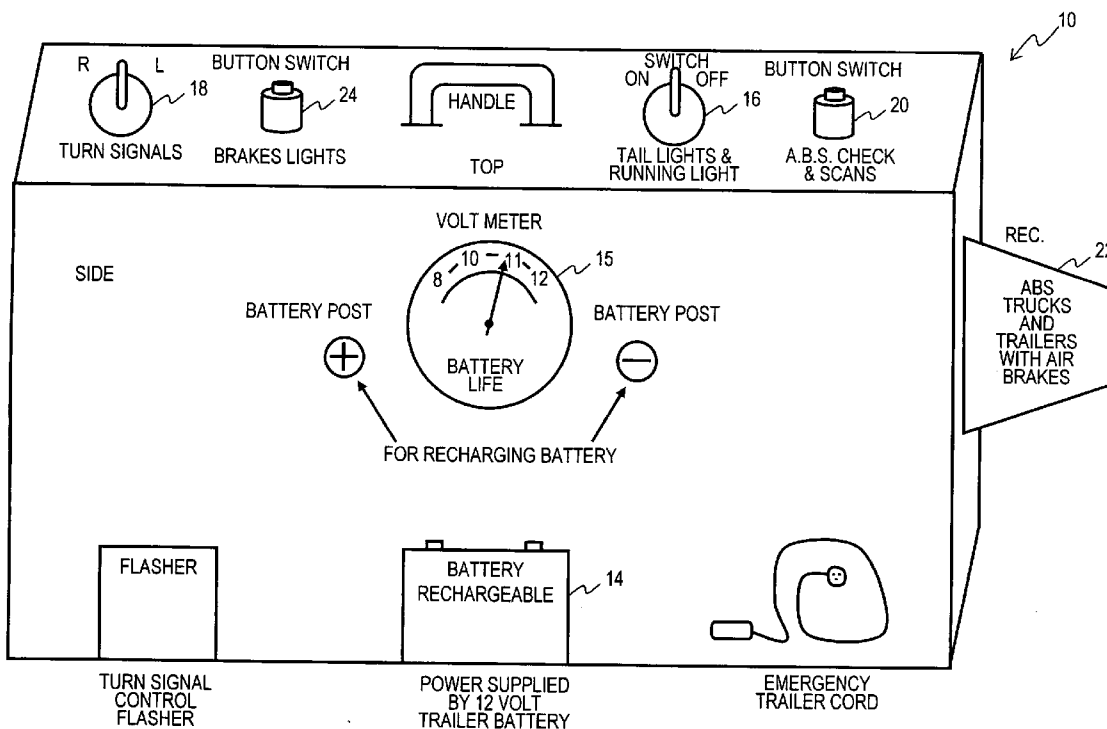 10
R L
18
TURN SIGNALS
BUTTON SWITCH
24
BRAKES LIGHTS
HANDLE
TOP
SWITCH
ON OFF
16
TAIL LIGHTS &
RUNNING LIGHT
BUTTON SWITCH
20
A.B.S. CHECK
& SCANS
SIDE
VOLT METER
8 10 11 12
15
BATTERY
LIFE
BATTERY POST
+
BATTERY POST
−
FOR RECHARGING BATTERY
REC.
22
ABS
TRUCKS
AND
TRAILERS
WITH AIR
BRAKES
FLASHER
TURN SIGNAL
CONTROL
FLASHER
BATTERY
RECHARGEABLE
14
POWER SUPPLIED
BY 12 VOLT
TRAILER BATTERY
EMERGENCY
TRAILER CORD